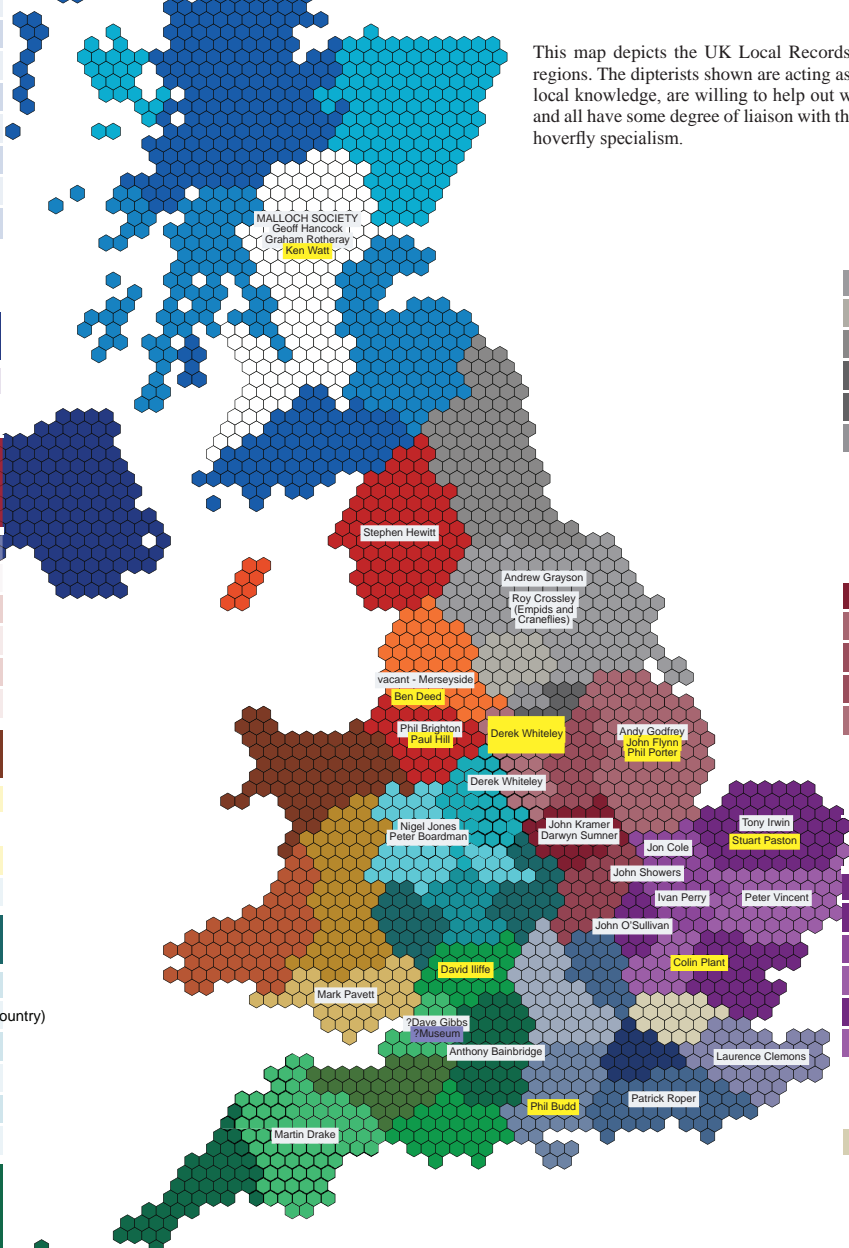 This map depicts the UK Local Records
regions. The dipterists shown are acting as
local knowledge, are willing to help out w
and all have some degree of liaison with th
hoverfly specialism.
MALLOCH SOCIETY
Geoff Hancock
Graham Rotheray
Ken Watt
Stephen Hewitt
Andrew Grayson
Roy Crossley
(Empids and
Craneflies)
vacant - Merseyside
Ben Deed
Phil Brighton
Paul Hill
Derek Whiteley
Andy Godfrey
John Flynn
Phil Porter
Derek Whiteley
Nigel Jones
Peter Boardman
John Kramer
Darwyn Sumner
Tony Irwin
Stuart Paston
Jon Cole
John Showers
Ivan Perry
Peter Vincent
John O'Sullivan
Colin Plant
David Iliffe
Mark Pavett
ountry)
?Dave Gibbs
?Museum
Anthony Bainbridge
Laurence Clemons
Patrick Roper
Phil Budd
Martin Drake